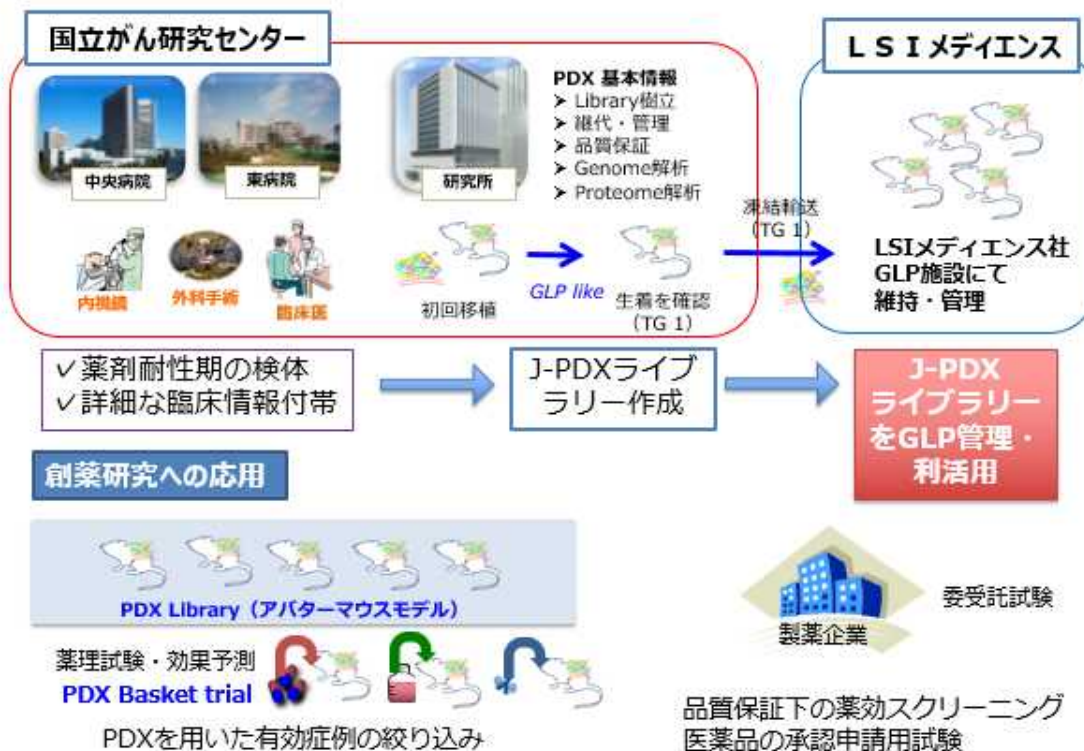 国立がん研究センター
LSIメディエンス
中央病院
東病院
研究所
PDX 基本情報
➤ Library樹立
➤ 継代・管理
➤ 品質保証
➤ Genome解析
➤ Proteome解析
内視鏡
外科手術
臨床医
初回移植
GLP like
生着を確認
(TG 1)
凍結輸送
(TG 1)
LSIメディエンス社
GLP施設にて
維持・管理
✓薬剤耐性期の検体
✓詳細な臨床情報付帯
J-PDXライブ
ラリー作成
J-PDX
ライブラリー
をGLP管理・
利活用
創薬研究への応用
PDX Library(アバターマウスモデル)
薬理試験・効果予測
PDX Basket trial
PDXを用いた有効症例の絞り込み
製薬企業
委受託試験
品質保証下の薬効スクリーニング
医薬品の承認申請用試験